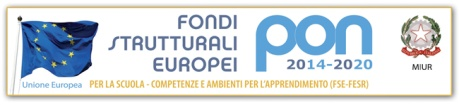 FONDI
STRUTTURALI
EUROPEI
pon
2014-2020
Unione Europea
MIUR
PER LA SCUOLA - COMPETENZE E AMBIENTI PER L'APPRENDIMENTO (FSE-FESR)